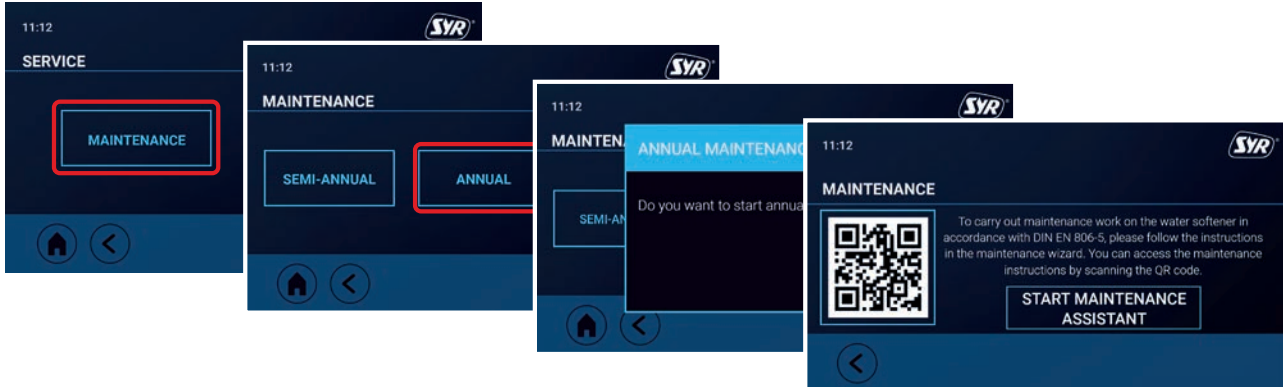 11:12
SYR
SERVICE
MAINTENANCE
11:12
SYR
MAINTENANCE
SEMI-ANNUAL
ANNUAL
11:12
SYR
MAINTEN
ANNUAL MAINTENANC
Do you want to start annua
SEMI-AN
11:12
SYR
MAINTENANCE
To carry out maintenance work on the water softener in
accordance with DIN EN 806-5, please follow the instructions
in the maintenance wizard. You can access the maintenance
instructions by scanning the QR code.
START MAINTENANCE
ASSISTANT